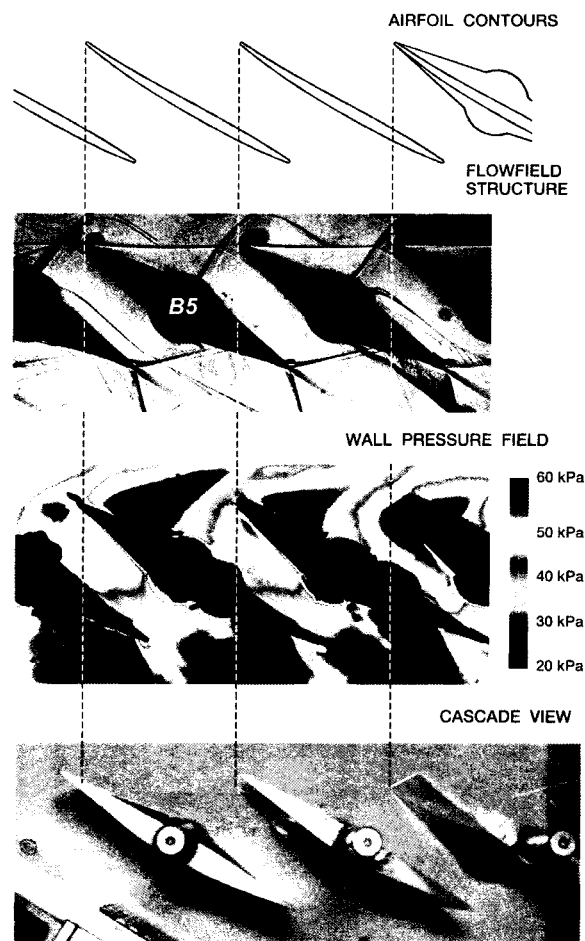 AIRFOIL CONTOURS
FLOWFIELD
STRUCTURE
B5
WALL PRESSURE FIELD
60 kPa
50 kPa
40 kPa
30 kPa
20 kPa
CASCADE VIEW